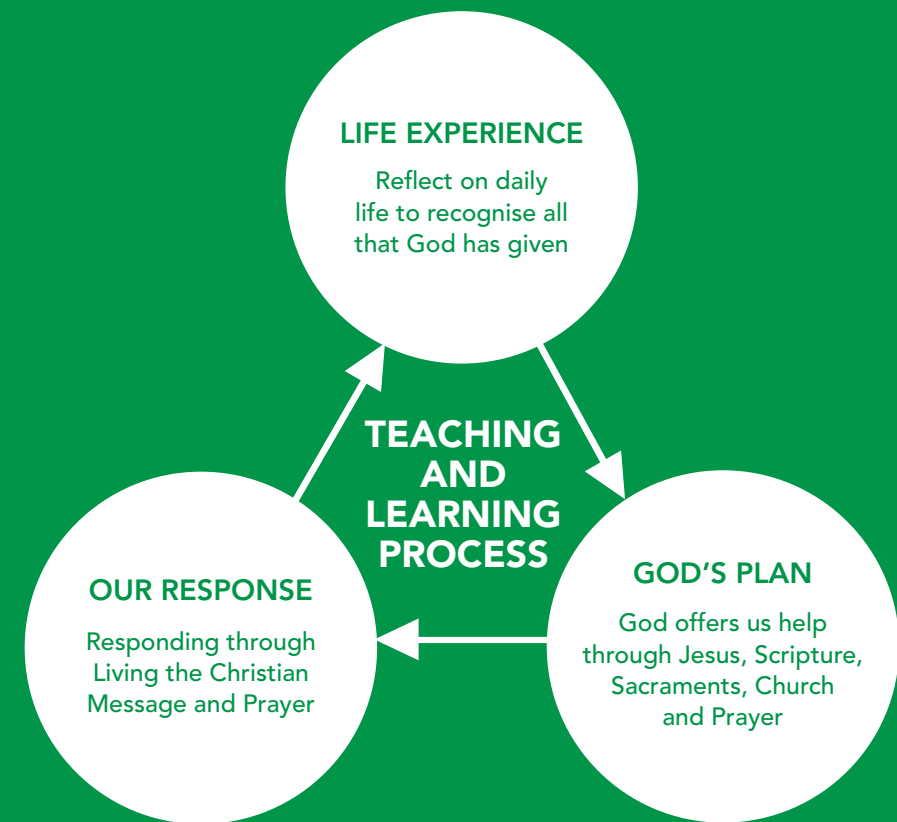 LIFE EXPERIENCE
Reflect on daily
life to recognise all
that God has given
TEACHING
AND
LEARNING
PROCESS
GOD'S PLAN
God offers us help
through Jesus, Scripture,
Sacraments, Church
and Prayer
OUR RESPONSE
Responding through
Living the Christian
Message and Prayer